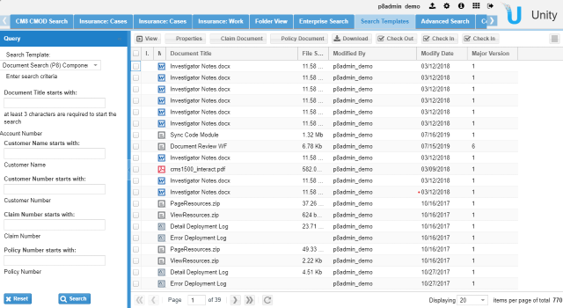 p8admin_demo
Unity
CM8 CMOD Search
Insurance: Cases
Insurance: Cases
Insurance: Work
Folder View
Enterprise Search
Search Templates
Advanced Search
Query
Search Template:
Document Search (P8) Compone
Enter search criteria
Document Title starts with:
at least 3 characters are required to start the
search
Account Number
Customer Name starts with:
Customer Name
Customer Number starts with:
Customer Number
Claim Number starts with:
Claim Number
Policy Number starts with:
Policy Number
Reset
Search
View
Properties
Claim Document
Policy Document
Download
Check Out
Check In
Check In
I.. Document Title File S... Modified By Modify Date Major Version
Investigator Notes.docx 11.58 ... p8admin_demo 03/12/2018 1
Investigator Notes.docx 11.58 ... p8admin_demo 03/12/2018 1
Investigator Notes.docx 11.58 ... p8admin_demo 03/12/2018 1
Investigator Notes.docx 11.58 ... p8admin_demo 03/12/2018 1
Investigator Notes.docx 11.58 ... p8admin_demo 03/12/2018 1
Investigator Notes.docx 11.58 ... p8admin_demo 03/12/2018 1
Sync Code Module 1.32 Mb p8admin_demo 07/16/2019 1
Document Review WF 6.78 Kb p8admin_demo 07/15/2019 6
Investigator Notes.docx 11.58 ... p8admin_demo 03/12/2018 1
cms1500_interact.pdf 582.0... p8admin_demo 03/09/2018 1
Investigator Notes.docx 11.58 ... p8admin_demo 03/12/2018 1
Investigator Notes.docx 11.58 ... p8admin_demo 03/12/2018 1
PageResources.zip 37.26 ... p8admin_demo 10/16/2017 1
ViewResources.zip 624 b... p8admin_demo 10/16/2017 1
Detail Deployment Log 23.71 ... p8admin_demo 10/16/2017 1
Error Deployment Log p8admin_demo 10/16/2017 1
PageResources.zip 49.33 ... p8admin_demo 10/16/2017 1
ViewResources.zip 2.22 Kb p8admin_demo 10/16/2017 1
Detail Deployment Log 4.51 Kb p8admin_demo 10/27/2017 1
Error Deployment Log p8admin_demo 10/27/2017 1
Page 1 of 39
Displaying 20 items per page of total 770